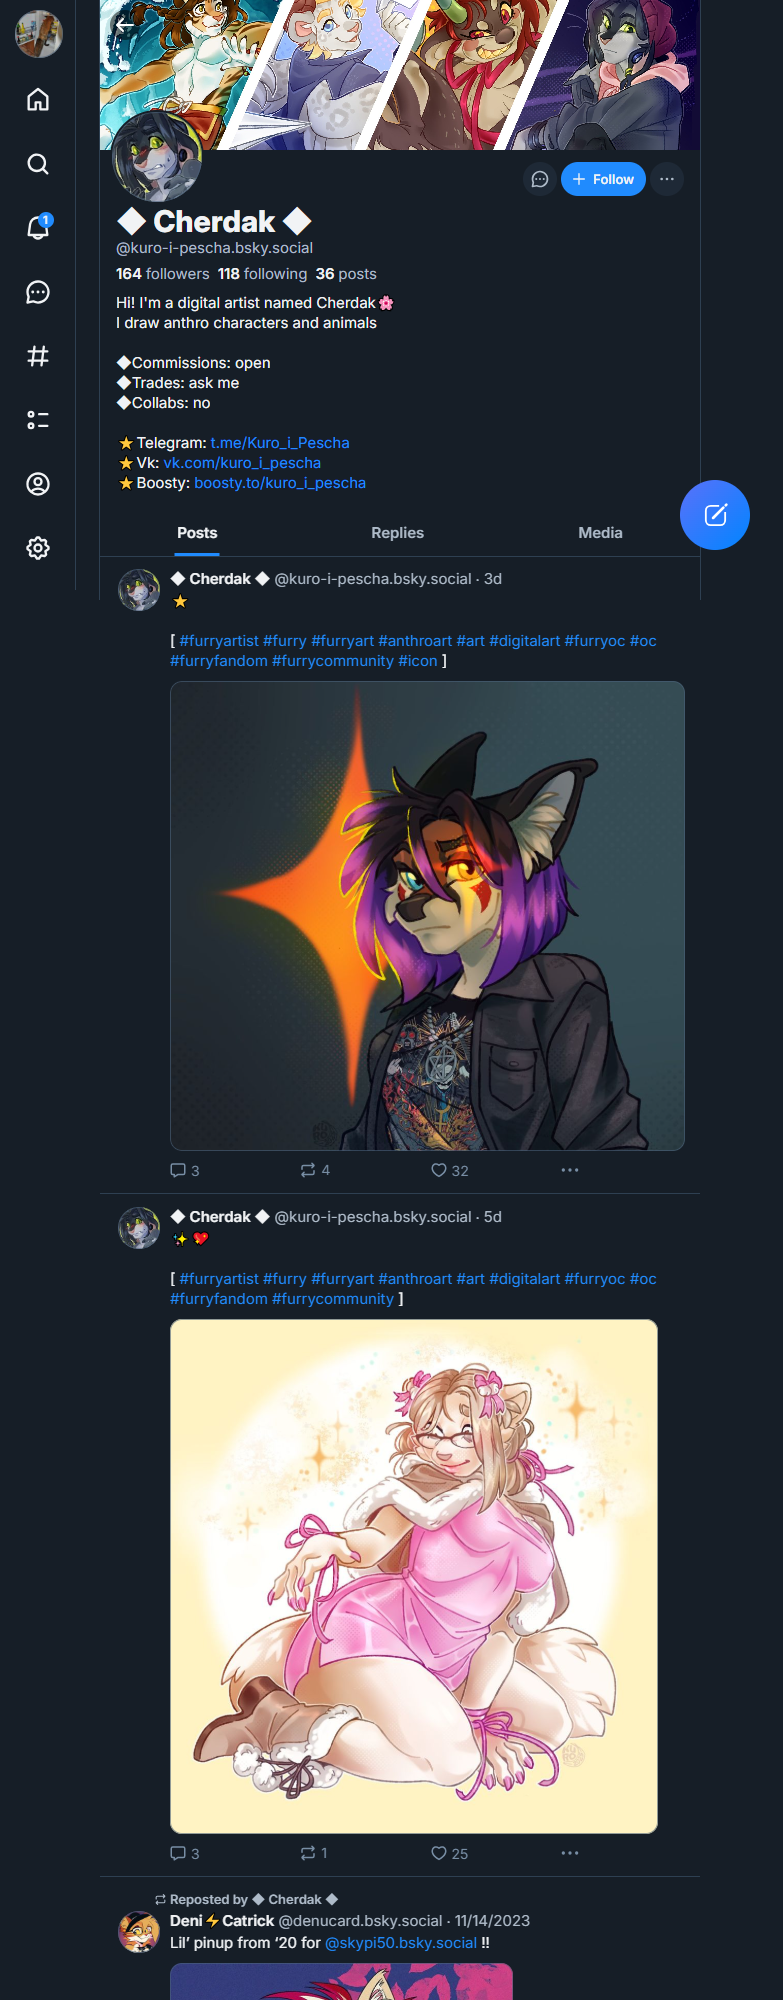 + Follow
◆ Cherdak ◆
@kuro-i-pescha.bsky.social
164 followers 118 following 36 posts
Hi! I'm a digital artist named Cherdak🌸
I draw anthro characters and animals
◆Commissions: open
◆Trades: ask me
◆Collabs: no
⭐Telegram: t.me/Kuro_i_Pescha
⭐Vk: vk.com/kuro_i_pescha
⭐Boosty: boosty.to/kuro_i_pescha
Posts Replies Media
1
◆ Cherdak ◆ @kuro-i-pescha.bsky.social · 3d
⭐
[ #furryartist #furry #furryart #anthroart #art #digitalart #furryoc #oc
#furryfandom #furrycommunity #icon ]
3 4 32
◆ Cherdak ◆ @kuro-i-pescha.bsky.social · 5d
✨💖
[ #furryartist #furry #furryart #anthroart #art #digitalart #furryoc #oc
#furryfandom #furrycommunity ]
3 1 25
Reposted by ◆ Cherdak ◆
Deni⚡Catrick @denucard.bsky.social · 11/14/2023
Lil’ pinup from ‘20 for @skypi50.bsky.social ‼️